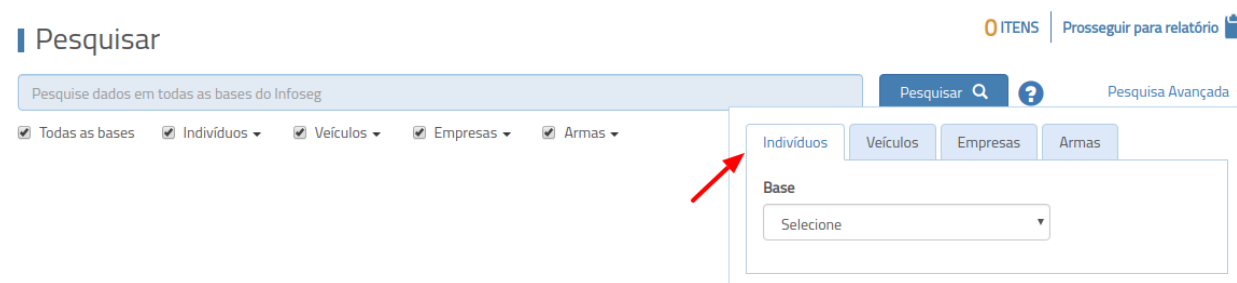 Pesquisar
0 ITENS
Prosseguir para relatório
Pesquise dados em todas as bases do Infoseg
Pesquisar
?
Pesquisa Avançada
Todas as bases Indivíduos Veículos Empresas Armas
Indivíduos Veículos Empresas Armas
Base
Selecione